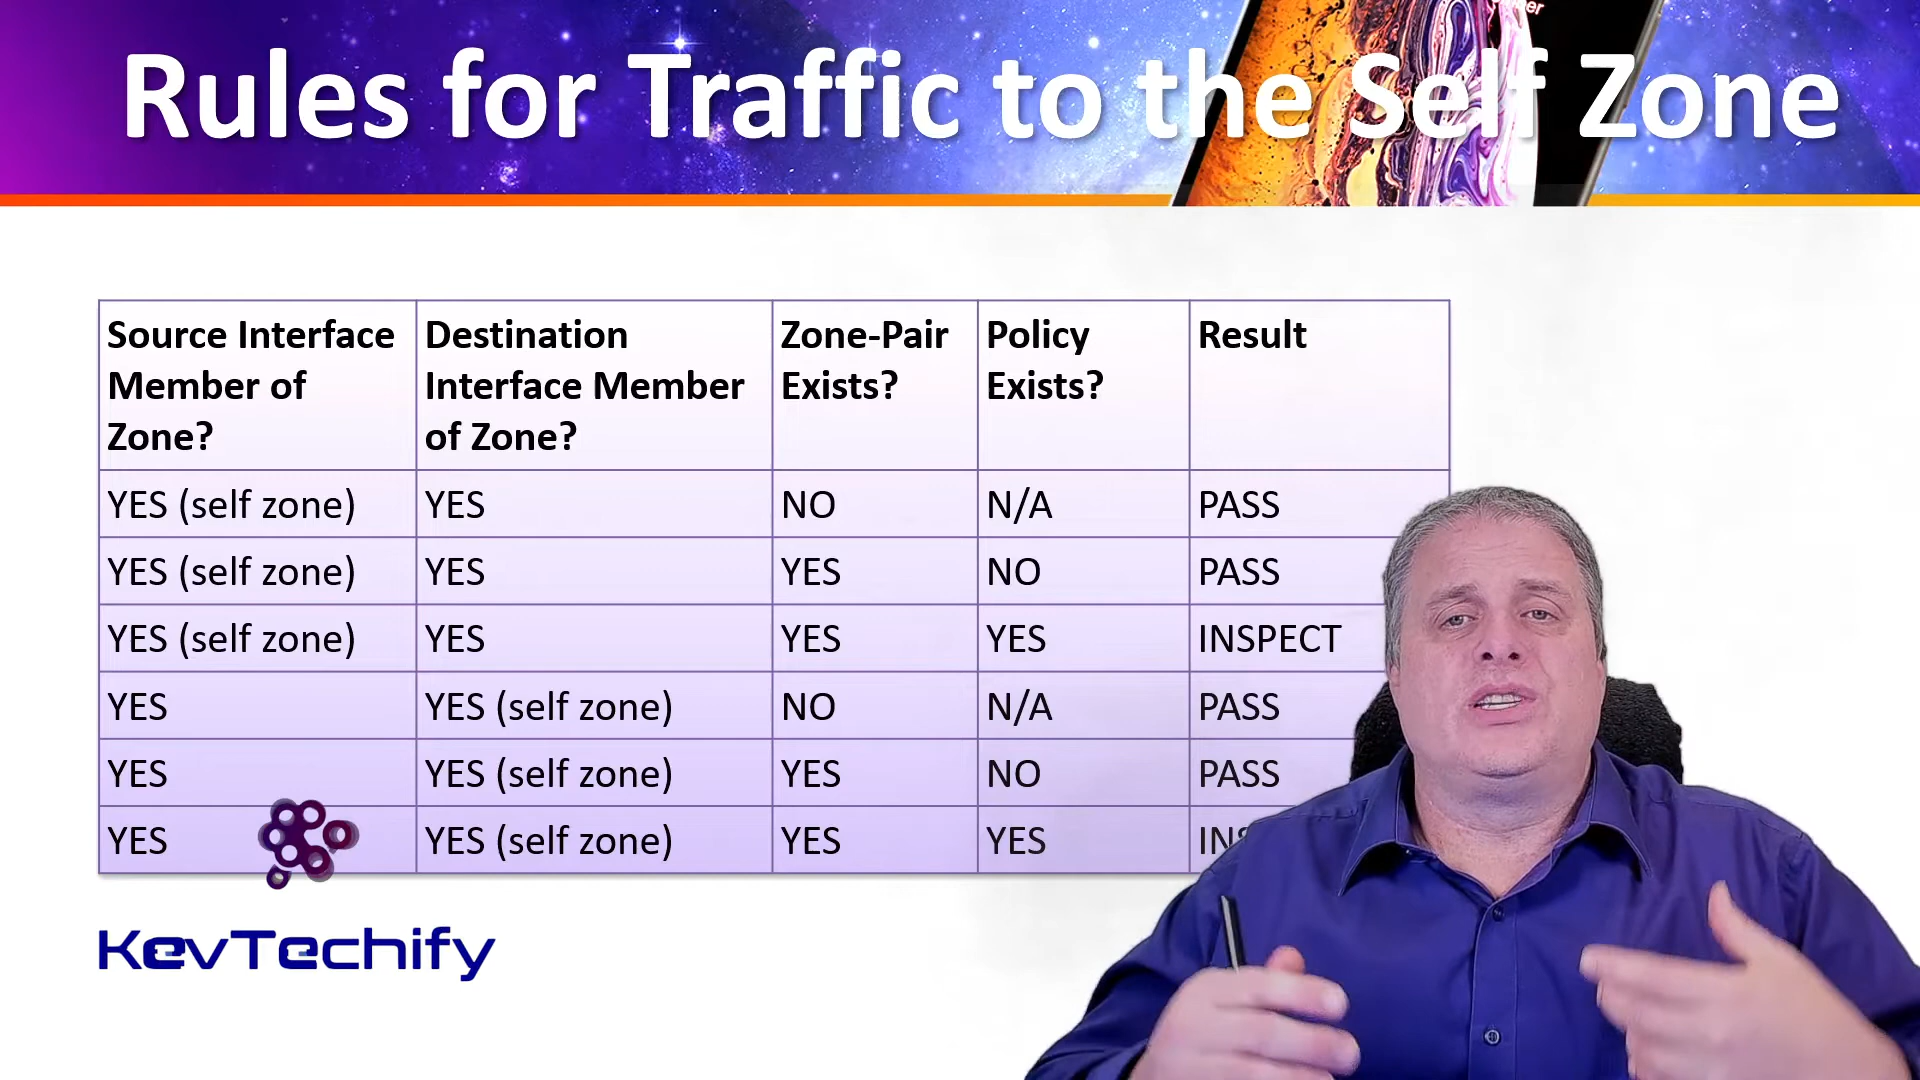 Rules for Traffic to the Self Zone
Source Interface Member of Zone? Destination Interface Member of Zone? Zone-Pair Exists? Policy Exists? Result
YES (self zone) YES NO N/A PASS
YES (self zone) YES YES NO PASS
YES (self zone) YES YES YES INSPECT
YES YES (self zone) NO N/A PASS
YES YES (self zone) YES NO PASS
YES YES (self zone) YES YES
KevTechify